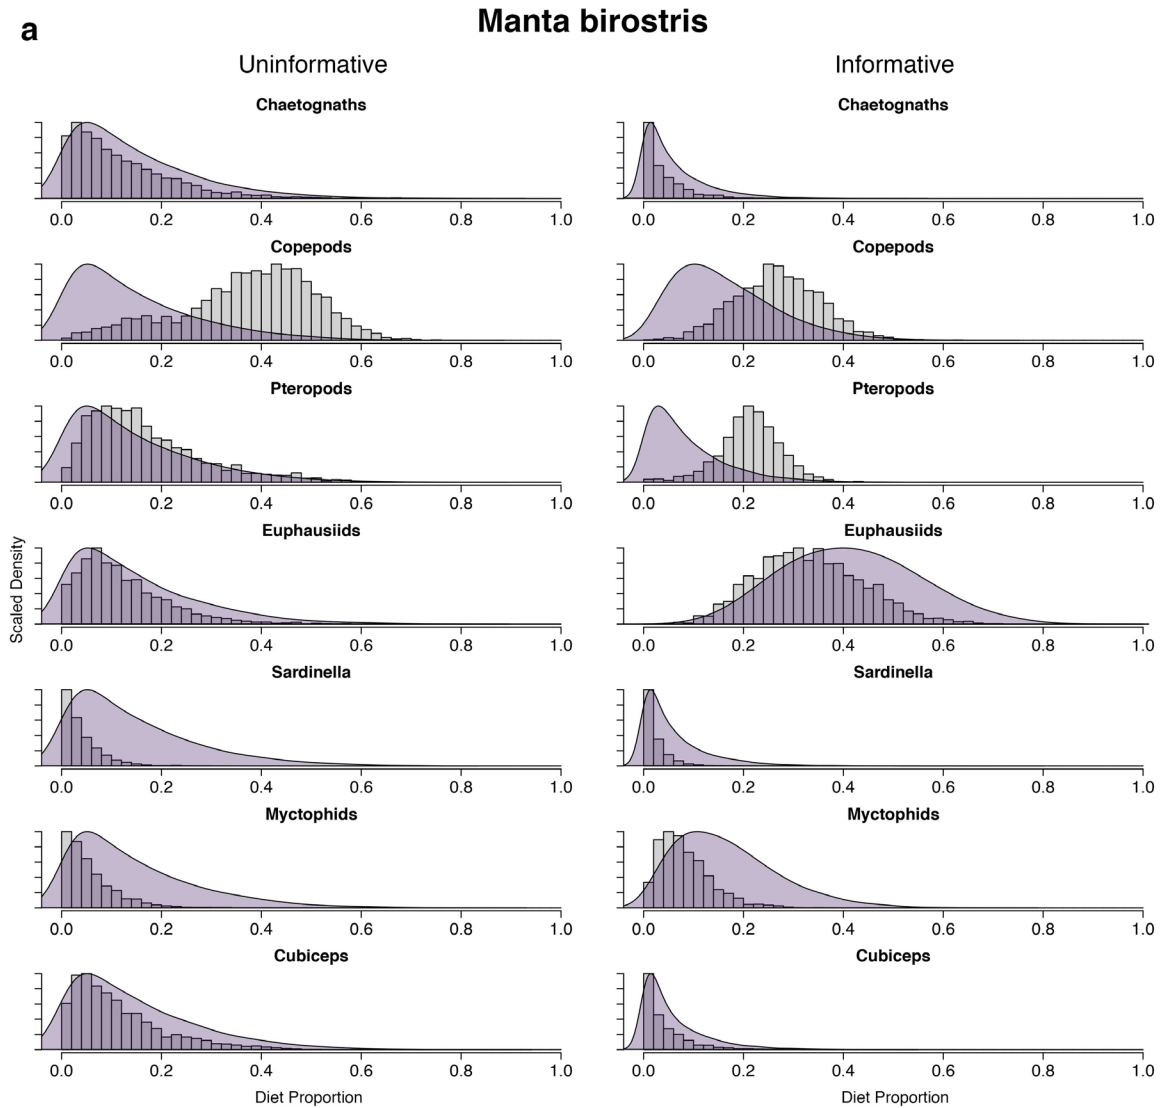 a
Manta birostris
Uninformative Informative
Chaetognaths Chaetognaths
0.0 0.2 0.4 0.6 0.8 1.0 0.0 0.2 0.4 0.6 0.8 1.0
Copepods Copepods
0.0 0.2 0.4 0.6 0.8 1.0 0.0 0.2 0.4 0.6 0.8 1.0
Pteropods Pteropods
0.0 0.2 0.4 0.6 0.8 1.0 0.0 0.2 0.4 0.6 0.8 1.0
Euphausiids Euphausiids
Scaled Density
0.0 0.2 0.4 0.6 0.8 1.0 0.0 0.2 0.4 0.6 0.8 1.0
Sardinella Sardinella
0.0 0.2 0.4 0.6 0.8 1.0 0.0 0.2 0.4 0.6 0.8 1.0
Myctophids Myctophids
0.0 0.2 0.4 0.6 0.8 1.0 0.0 0.2 0.4 0.6 0.8 1.0
Cubiceps Cubiceps
0.0 0.2 0.4 0.6 0.8 1.0 0.0 0.2 0.4 0.6 0.8 1.0
Diet Proportion Diet Proportion